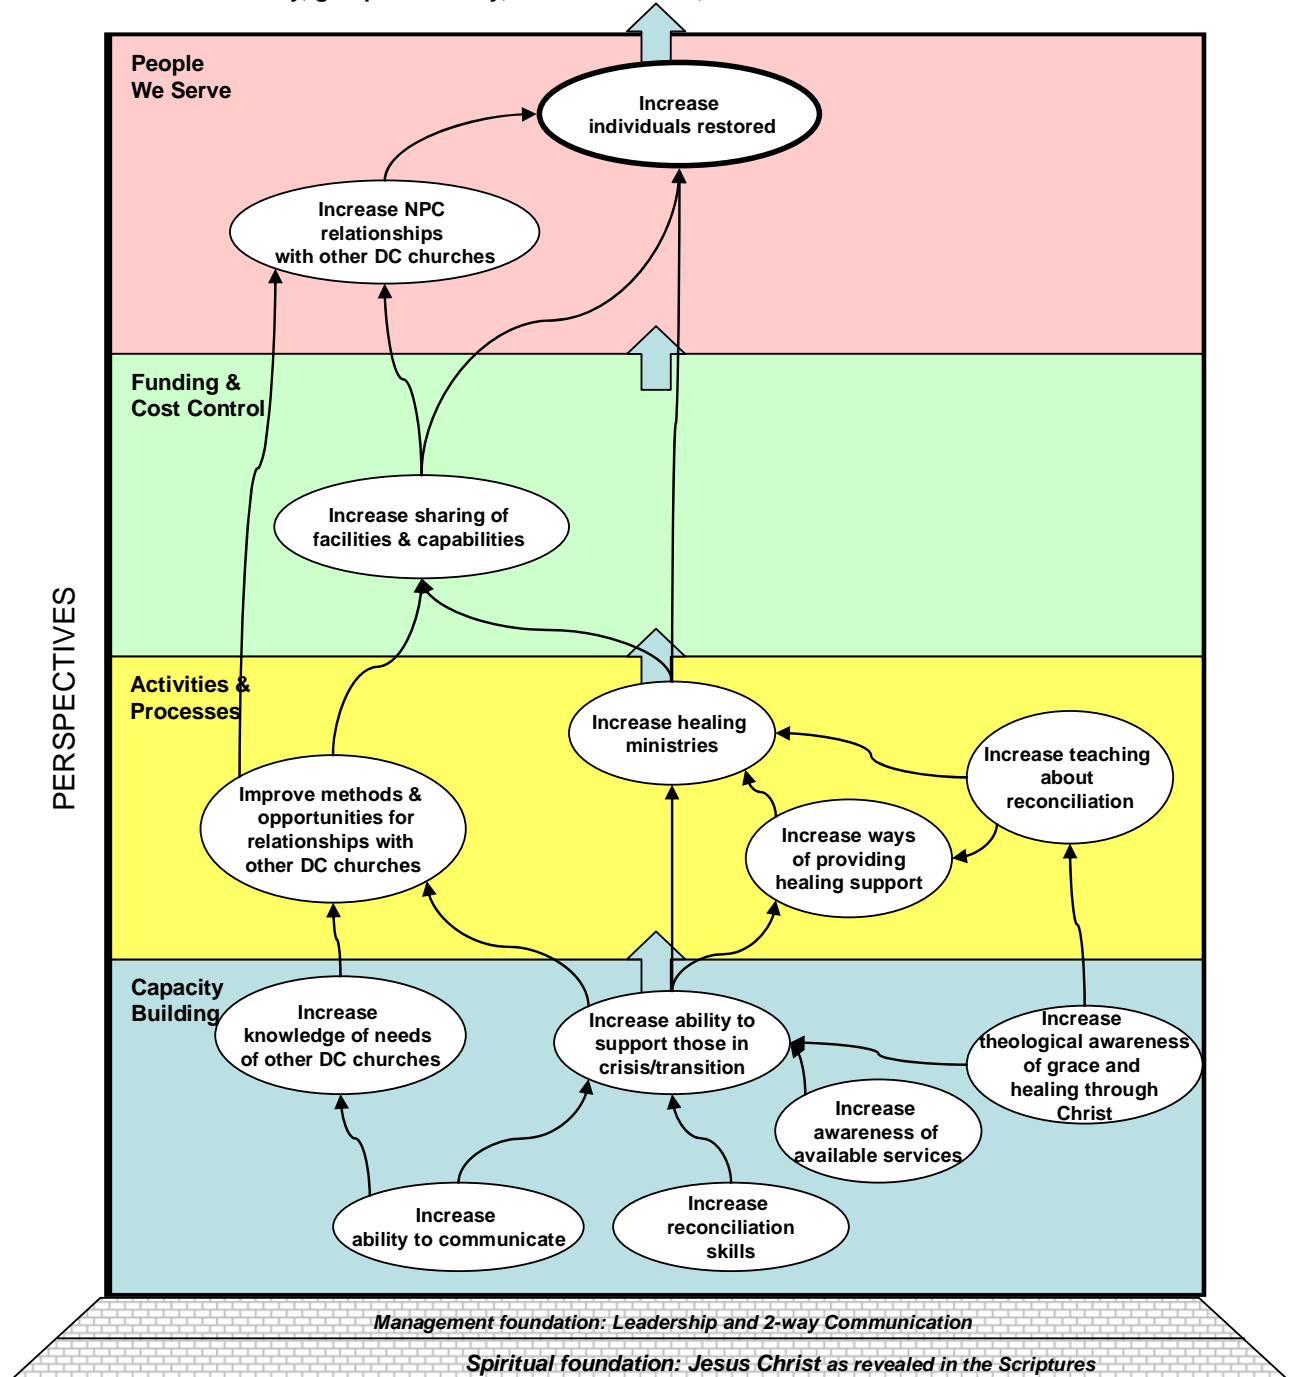 People
We Serve
Increase
individuals restored
Increase NPC
relationships
with other DC churches
Funding &
Cost Control
Increase sharing of
facilities & capabilities
PERSPECTIVES
Activities &
Processes
Increase healing
ministries
Increase teaching
about
reconciliation
Improve methods &
opportunities for
relationships with
other DC churches
Increase ways
of providing
healing support
Capacity
Building
Increase
knowledge of needs
of other DC churches
Increase ability to
support those in
crisis/transition
Increase
theological awareness
of grace and
healing through
Christ
Increase
awareness of
available services
Increase
ability to communicate
Increase
reconciliation
skills
Management foundation: Leadership and 2-way Communication
Spiritual foundation: Jesus Christ as revealed in the Scriptures